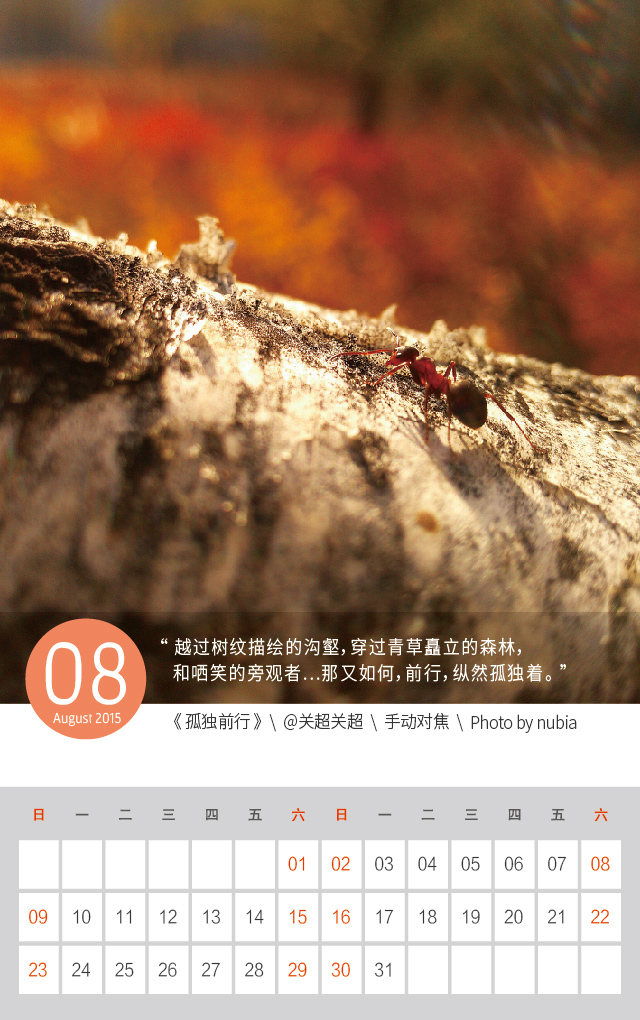 08
August 2015
“ 越过树纹描绘的沟壑，穿过青草矗立的森林，
和哂笑的旁观者…那又如何，前行，纵然孤独着。”
《 孤独前行 》 \ @关超关超 \ 手动对焦 \ Photo by nubia
日 一 二 三 四 五 六 日 一 二 三 四 五 六
01 02 03 04 05 06 07 08
09 10 11 12 13 14 15 16 17 18 19 20 21 22
23 24 25 26 27 28 29 30 31